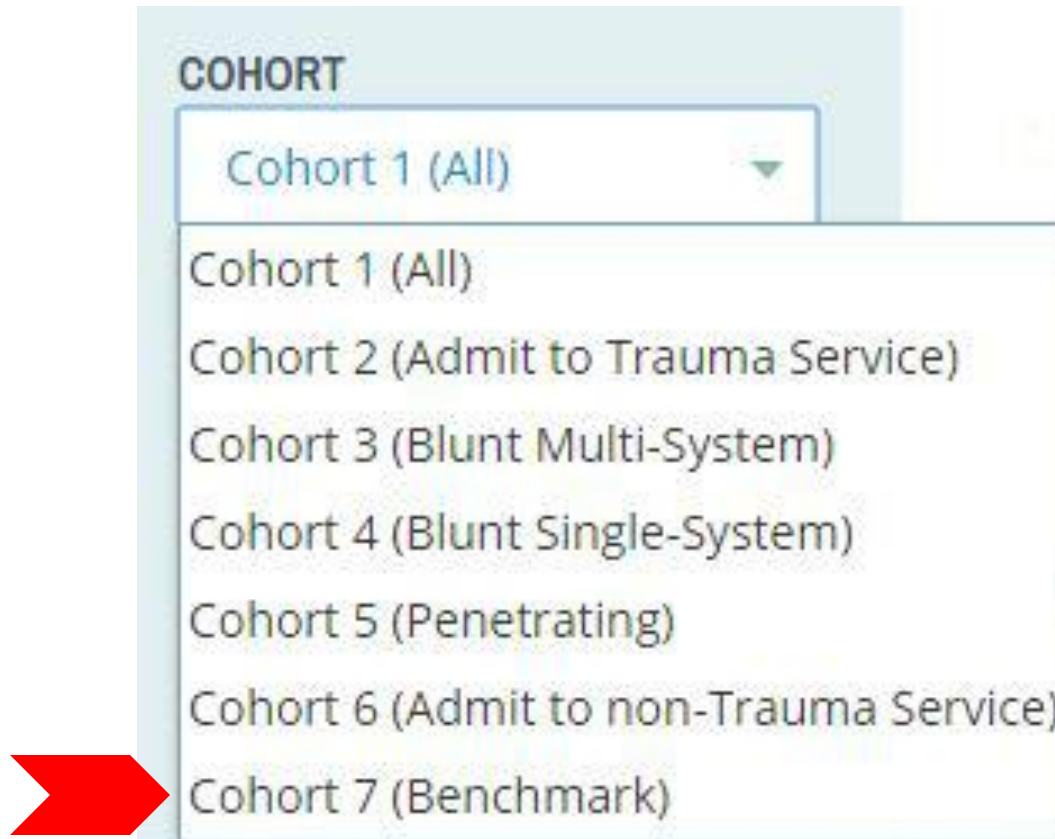 COHORT
Cohort 1 (All)
Cohort 1 (All)
Cohort 2 (Admit to Trauma Service)
Cohort 3 (Blunt Multi-System)
Cohort 4 (Blunt Single-System)
Cohort 5 (Penetrating)
Cohort 6 (Admit to non-Trauma Service)
Cohort 7 (Benchmark)